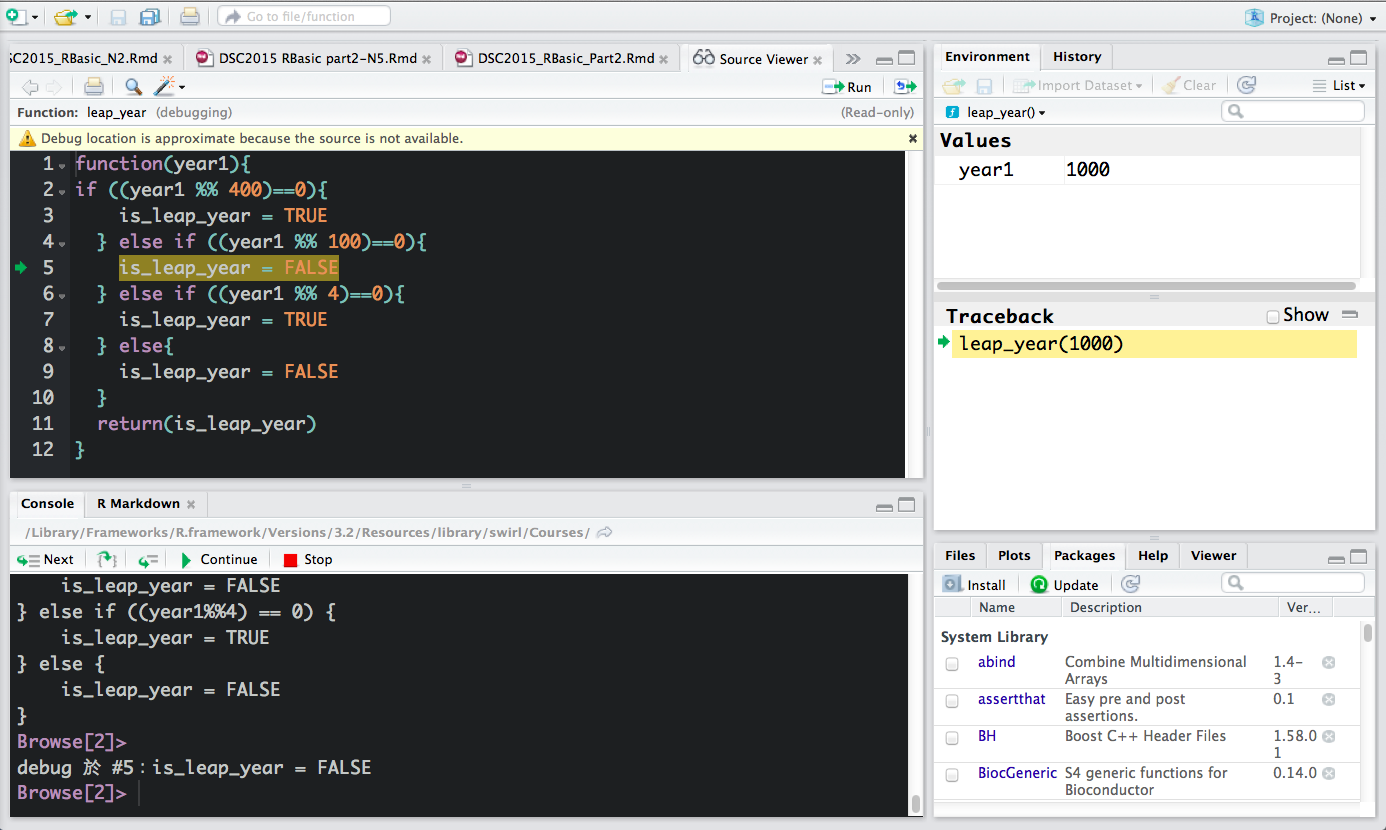 Go to file/function
Project: (None)
SC2015_RBasic_N2.Rmd
DSC2015 RBasic part2-N5.Rmd
DSC2015_RBasic_Part2.Rmd
Source Viewer
Run
Function: leap_year (debugging)
(Read-only)
Debug location is approximate because the source is not available.
1 function(year1){
2 if ((year1 %% 400)==0){
3 is_leap_year = TRUE
4 } else if ((year1 %% 100)==0){
5 is_leap_year = FALSE
6 } else if ((year1 %% 4)==0){
7 is_leap_year = TRUE
8 } else{
9 is_leap_year = FALSE
10 }
11 return(is_leap_year)
12 }
Console
R Markdown
/Library/Frameworks/R.framework/Versions/3.2/Resources/library/swirl/Courses/
Next
Continue
Stop
is_leap_year = FALSE
} else if ((year1%%4) == 0) {
is_leap_year = TRUE
} else {
is_leap_year = FALSE
}
Browse[2]>
debug 於 #5：is_leap_year = FALSE
Browse[2]>
Environment
History
Import Dataset
Clear
List
leap_year()
Values
year1 1000
Traceback
Show
leap_year(1000)
Files
Plots
Packages
Help
Viewer
Install
Update
Name Description Ver...
System Library
abind Combine Multidimensional 1.4-
Arrays 3
assertthat Easy pre and post 0.1
assertions.
BH Boost C++ Header Files 1.58.0
1
BiocGeneric S4 generic functions for 0.14.0
Bioconductor